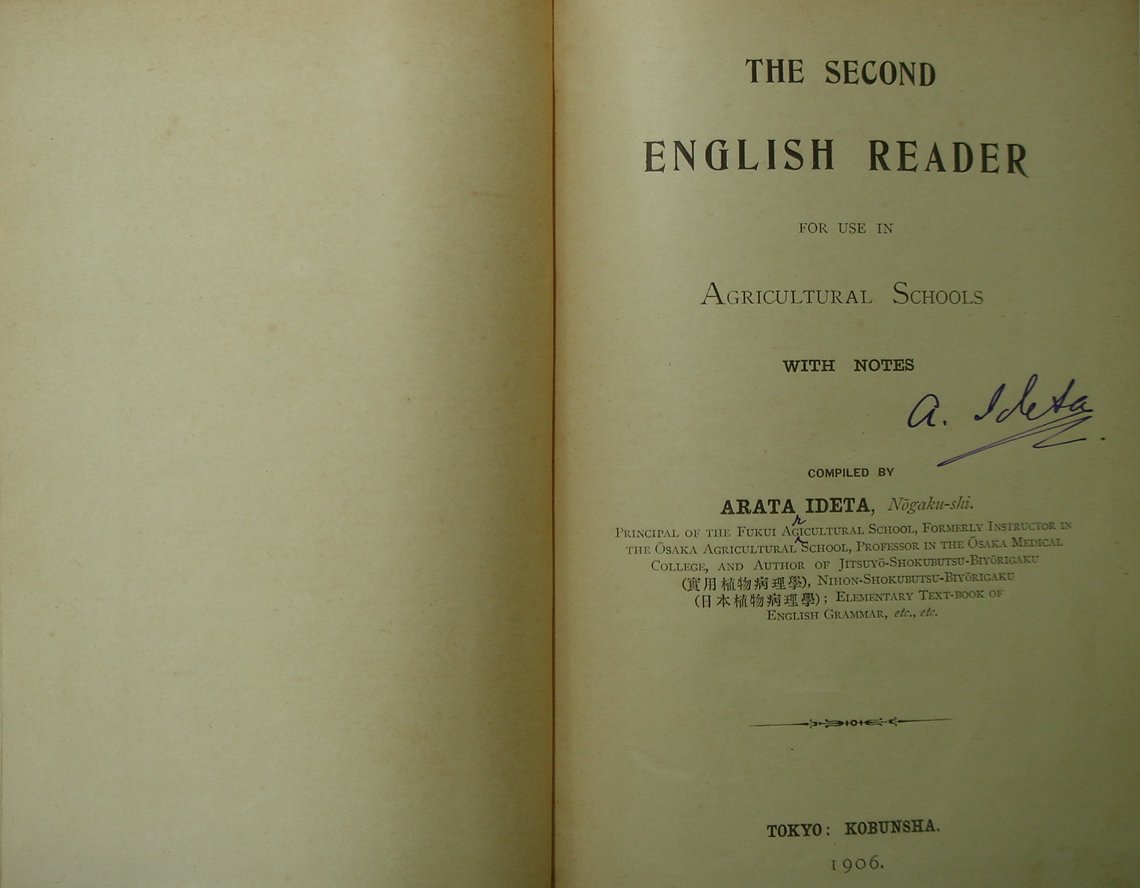 THE SECOND
ENGLISH READER
FOR USE IN
AGRICULTURAL SCHOOLS
WITH NOTES
A. Ideta.
COMPILED BY
ARATA IDETA, Nōgaku-shi.
r
PRINCIPAL OF THE FUKUI AGICULTURAL SCHOOL, FORMERLY INSTRUCTOR IN
THE ŌSAKA AGRICULTURAL SCHOOL, PROFESSOR IN THE ŌSAKA MEDICAL
COLLEGE, AND AUTHOR OF JITSUYŌ-SHOKUBUTSU-BIYŌRIGAKU
(實用植物病理學), NIHON-SHOKUBUTSU-BIYŌRIGAKU
(日本植物病理學); ELEMENTARY TEXT-BOOK OF
ENGLISH GRAMMAR, etc., etc.
TOKYO: KOBUNSHA.
1906.